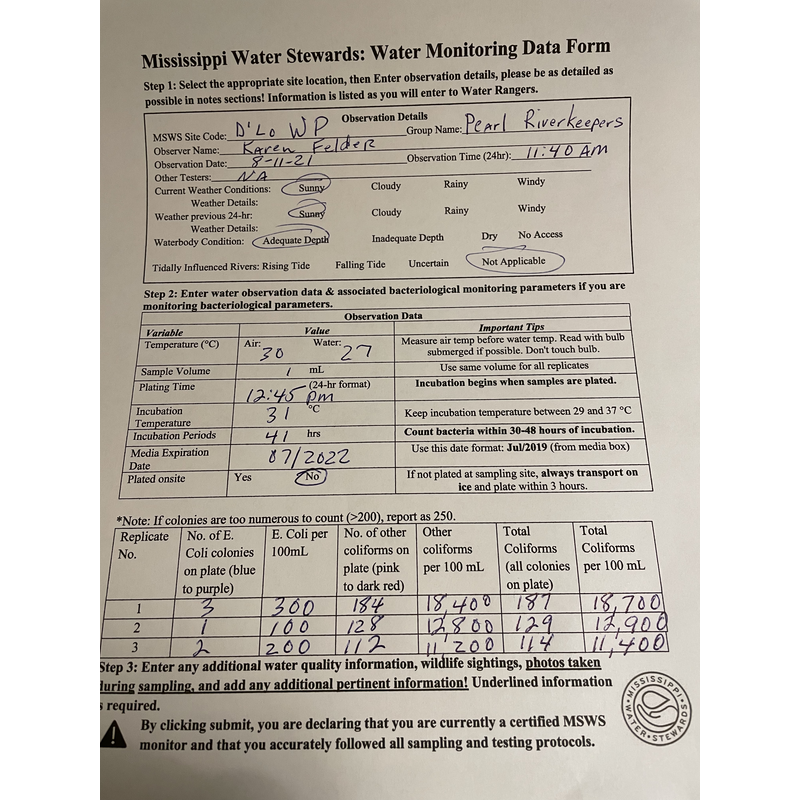 Mississippi Water Stewards: Water Monitoring Data Form
Step 1: Select the appropriate site location, then Enter observation details, please be as detailed as
possible in notes sections! Information is listed as you will enter to Water Rangers.
Observation Details
MSWS Site Code: D'Lo WP Group Name: Pearl Riverkeepers
Observer Name: Karen Felder
Observation Date: 8-11-21 Observation Time (24hr): 11:40 AM
Other Testers: NA
Current Weather Conditions: Sunny Cloudy Rainy Windy
Weather Details:
Weather previous 24-hr: Sunny Cloudy Rainy Windy
Weather Details:
Waterbody Condition: Adequate Depth Inadequate Depth Dry No Access
Tidally Influenced Rivers: Rising Tide Falling Tide Uncertain Not Applicable
Step 2: Enter water observation data & associated bacteriological monitoring parameters if you are
monitoring bacteriological parameters.
Observation Data
Variable Value Important Tips
Temperature (°C) Air: 30 Water: 27 Measure air temp before water temp. Read with bulb
submerged if possible. Don't touch bulb.
Sample Volume 1 mL Use same volume for all replicates
Plating Time 12:45 pm (24-hr format) Incubation begins when samples are plated.
Incubation
Temperature 31 °C Keep incubation temperature between 29 and 37 °C
Incubation Periods 41 hrs Count bacteria within 30-48 hours of incubation.
Media Expiration
Date 07/2022 Use this date format: Jul/2019 (from media box)
Plated onsite Yes No If not plated at sampling site, always transport on
ice and plate within 3 hours.
*Note: If colonies are too numerous to count (>200), report as 250.
Replicate No. of E. E. Coli per No. of other Other Total Total
No. Coli colonies 100mL coliforms on coliforms Coliforms Coliforms
on plate (blue plate (pink per 100 mL (all colonies per 100 mL
to purple) to dark red) on plate)
1 3 300 184 18,400 187 18,700
2 1 100 128 12,800 129 12,900
3 2 200 112 11,200 114 11,400
Step 3: Enter any additional water quality information, wildlife sightings, photos taken
during sampling, and add any additional pertinent information! Underlined information
s required.
By clicking submit, you are declaring that you are currently a certified MSWS
monitor and that you accurately followed all sampling and testing protocols.
MISSISSIPPI WATER STEWARDS